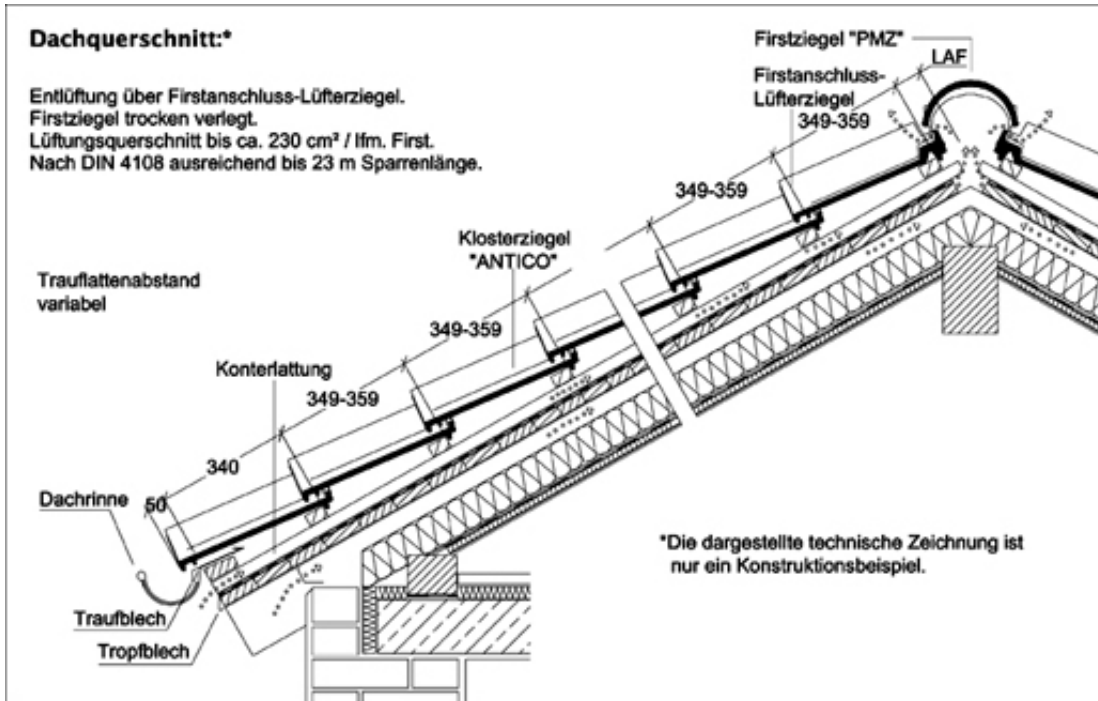 Dachquerschnitt:*
Entlüftung über Firstanschluss-Lüfterziegel.
Firstziegel trocken verlegt.
Lüftungsquerschnitt bis ca. 230 cm² / lfm. First.
Nach DIN 4108 ausreichend bis 23 m Sparrenlänge.
Firstziegel "PMZ"
LAF
Firstanschluss-
Lüfterziegel
349-359
349-359
Klosterziegel
"ANTICO"
Trauflattenabstand
variabel
349-359
Konterlattung
349-359
340
Dachrinne
50
Traufblech
Tropfblech
*Die dargestellte technische Zeichnung ist
nur ein Konstruktionsbeispiel.